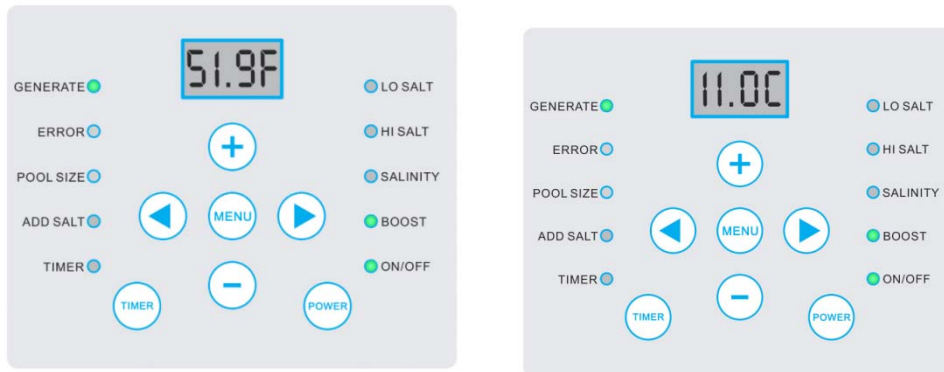 51.9F
GENERATE
LO SALT
ERROR
HI SALT
POOL SIZE
SALINITY
ADD SALT
MENU
BOOST
TIMER
ON/OFF
TIMER
POWER
11.0C
GENERATE
LO SALT
ERROR
HI SALT
POOL SIZE
SALINITY
ADD SALT
MENU
BOOST
TIMER
ON/OFF
TIMER
POWER